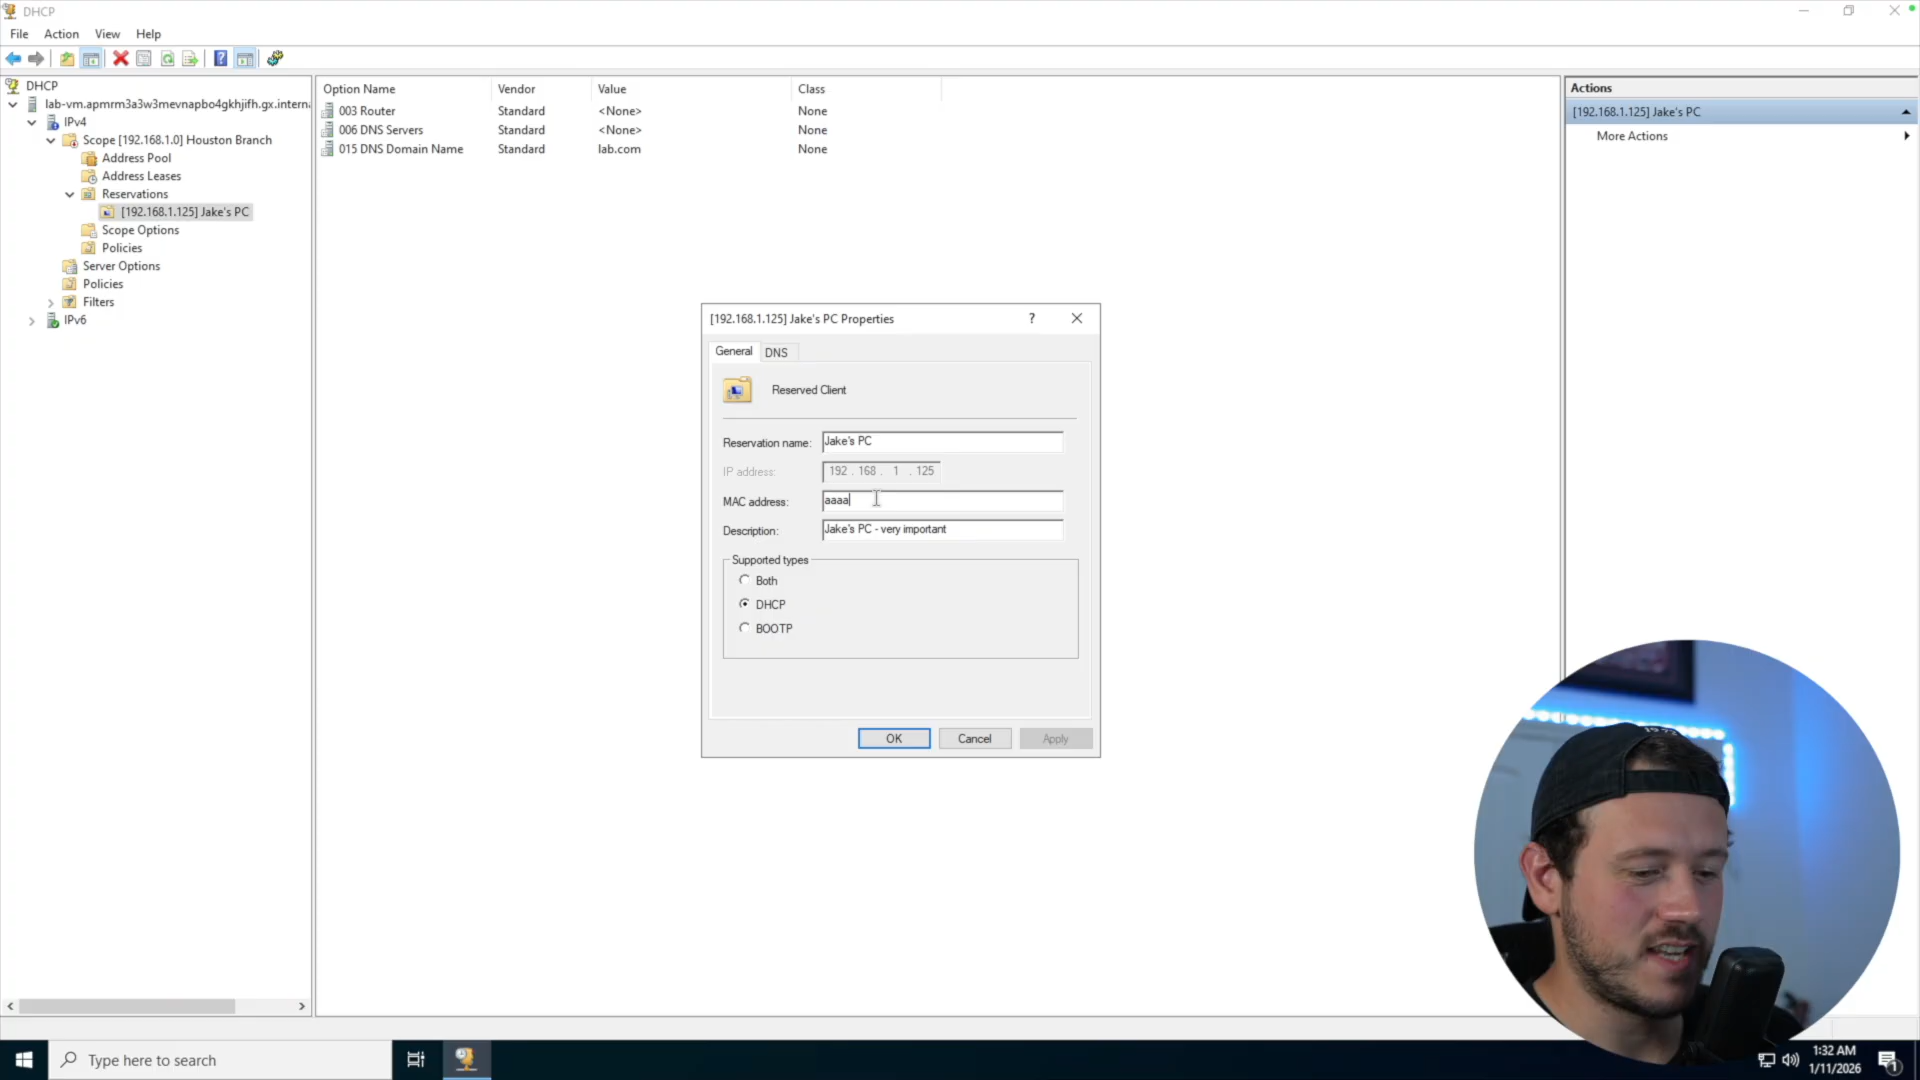 DHCP
File Action View Help
DHCP
lab-vm.apmrm3a3w3mevnapbo4gkhjifh.gx.intern
IPv4
Scope [192.168.1.0] Houston Branch
Address Pool
Address Leases
Reservations
[192.168.1.125] Jake's PC
Scope Options
Policies
Server Options
Policies
Filters
IPv6
Option Name Vendor Value Class
003 Router Standard <None> None
006 DNS Servers Standard <None> None
015 DNS Domain Name Standard lab.com None
Actions
[192.168.1.125] Jake's PC
More Actions
[192.168.1.125] Jake's PC Properties
General DNS
Reserved Client
Reservation name: Jake's PC
IP address: 192 . 168 . 1 . 125
MAC address: aaaa
Description: Jake's PC - very important
Supported types
Both
DHCP
BOOTP
OK Cancel Apply
Type here to search
1:32 AM
1/11/2026
1